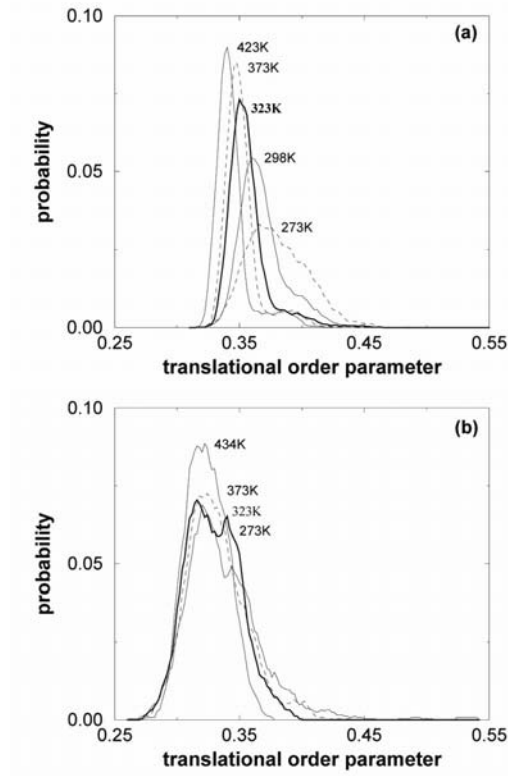 0.10
(a)
423K
373K
323K
298K
273K
0.05
0.00
probability
0.25
0.35
0.45
0.55
translational order parameter
0.10
(b)
434K
373K
323K
273K
0.05
0.00
probability
0.25
0.35
0.45
0.55
translational order parameter